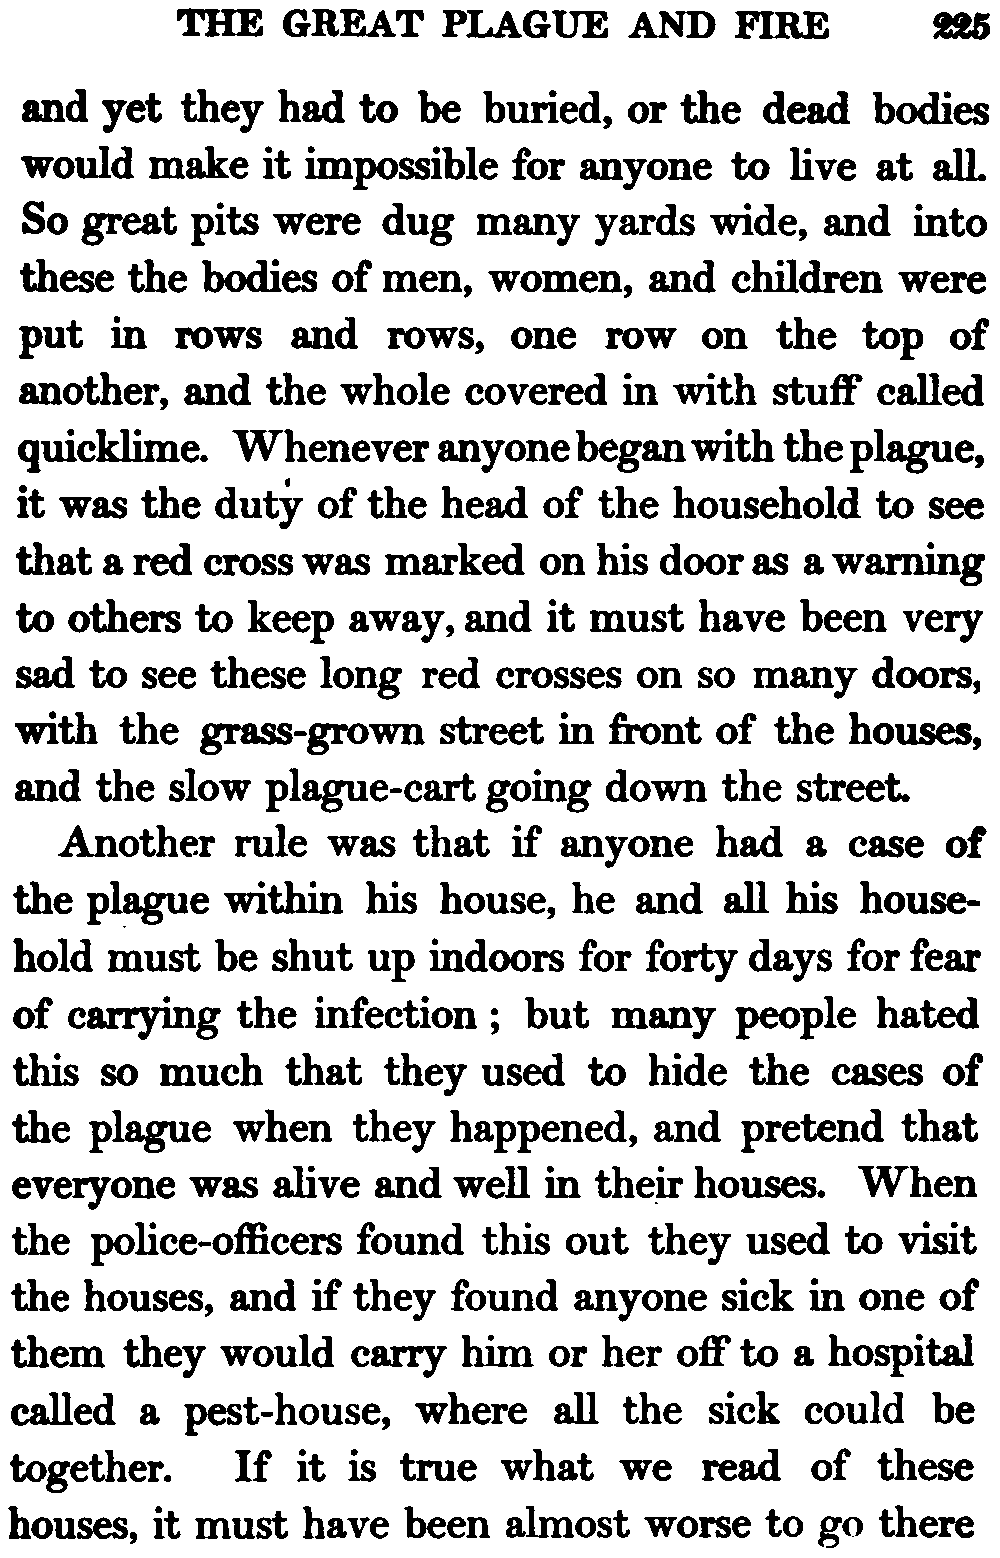 THE GREAT PLAGUE AND FIRE 225
and yet they had to be buried, or the dead bodies
would make it impossible for anyone to live at all.
So great pits were dug many yards wide, and into
these the bodies of men, women, and children were
put in rows and rows, one row on the top of
another, and the whole covered in with stuff called
quicklime. Whenever anyone began with the plague,
it was the duty of the head of the household to see
that a red cross was marked on his door as a warning
to others to keep away, and it must have been very
sad to see these long red crosses on so many doors,
with the grass-grown street in front of the houses,
and the slow plague-cart going down the street.
Another rule was that if anyone had a case of
the plague within his house, he and all his house-
hold must be shut up indoors for forty days for fear
of carrying the infection ; but many people hated
this so much that they used to hide the cases of
the plague when they happened, and pretend that
everyone was alive and well in their houses. When
the police-officers found this out they used to visit
the houses, and if they found anyone sick in one of
them they would carry him or her off to a hospital
called a pest-house, where all the sick could be
together. If it is true what we read of these
houses, it must have been almost worse to go there